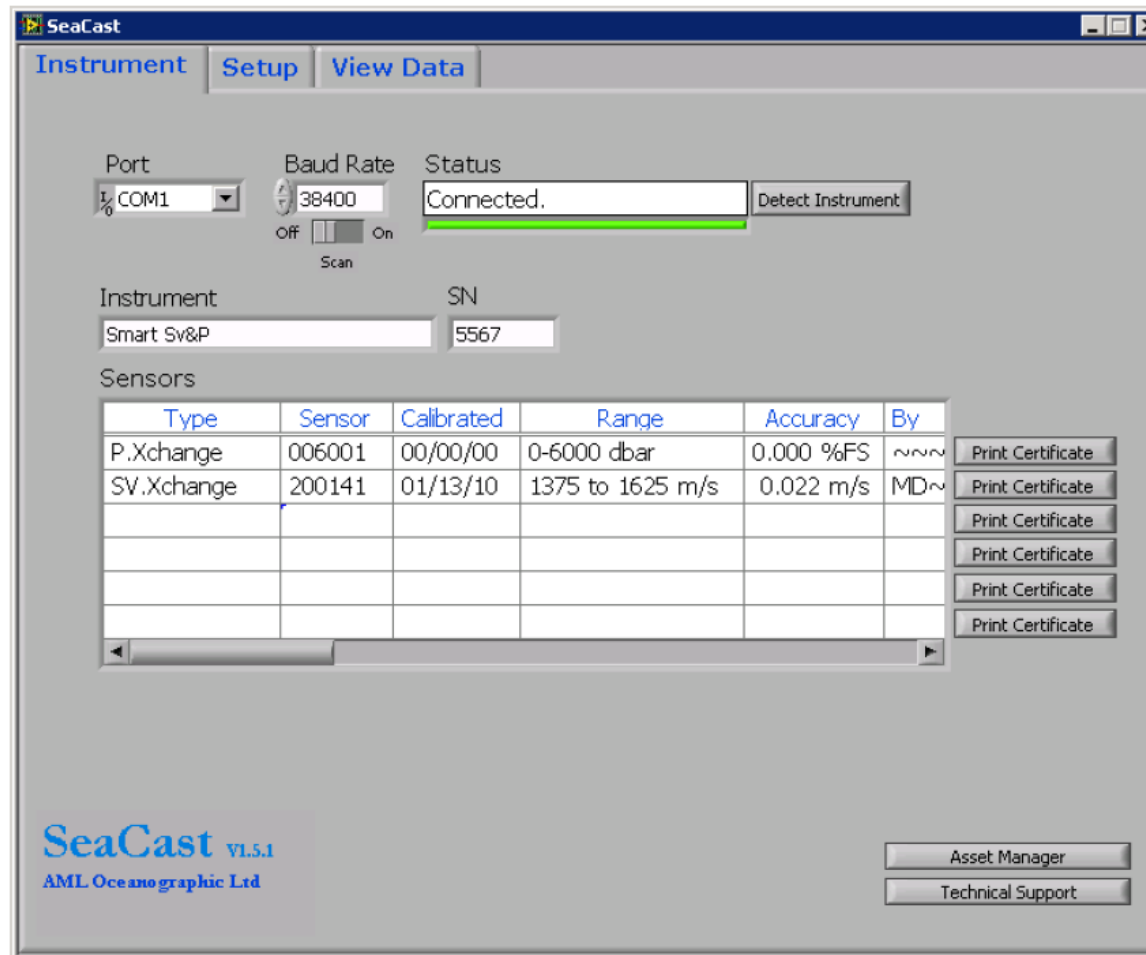 SeaCast
Instrument Setup View Data
Port Baud Rate Status
COM1 38400 Connected. Detect Instrument
Off On
Scan
Instrument SN
Smart Sv&P 5567
Sensors
Type Sensor Calibrated Range Accuracy By
P.Xchange 006001 00/00/00 0-6000 dbar 0.000 %FS ~~~ Print Certificate
SV.Xchange 200141 01/13/10 1375 to 1625 m/s 0.022 m/s MD~ Print Certificate
Print Certificate
Print Certificate
Print Certificate
Print Certificate
SeaCast V1.5.1
AML Oceanographic Ltd
Asset Manager
Technical Support